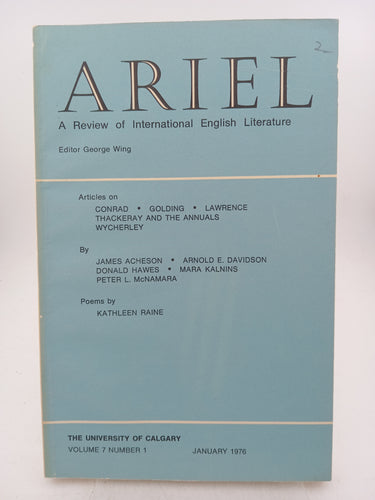 2
ARIEL
A Review of International English Literature
Editor George Wing
Articles on
CONRAD • GOLDING • LAWRENCE
THACKERAY AND THE ANNUALS
WYCHERLEY
By
JAMES ACHESON • ARNOLD E. DAVIDSON
DONALD HAWES • MARA KALNINS
PETER L. McNAMARA
Poems by
KATHLEEN RAINE
THE UNIVERSITY OF CALGARY
VOLUME 7 NUMBER 1 JANUARY 1976